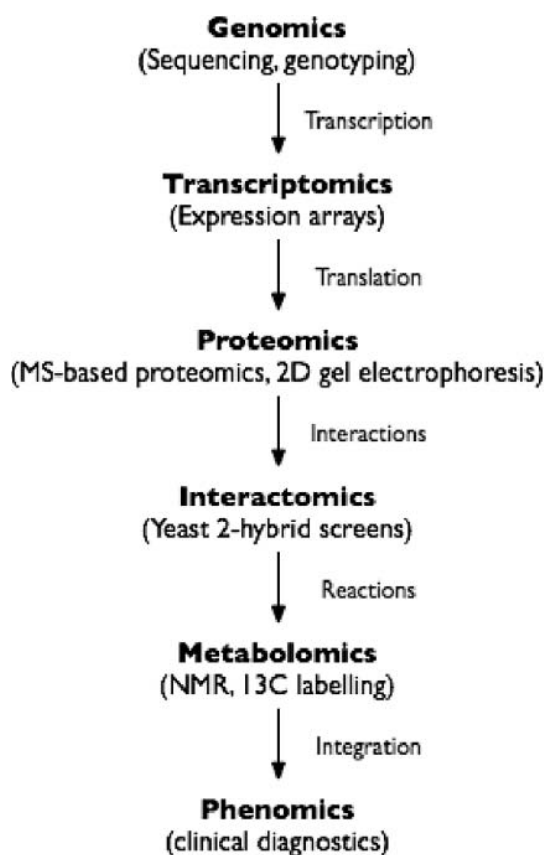 Genomics
(Sequencing, genotyping)
Transcription
Transcriptomics
(Expression arrays)
Translation
Proteomics
(MS-based proteomics, 2D gel electrophoresis)
Interactions
Interactomics
(Yeast 2-hybrid screens)
Reactions
Metabolomics
(NMR, 13C labelling)
Integration
Phenomics
(clinical diagnostics)